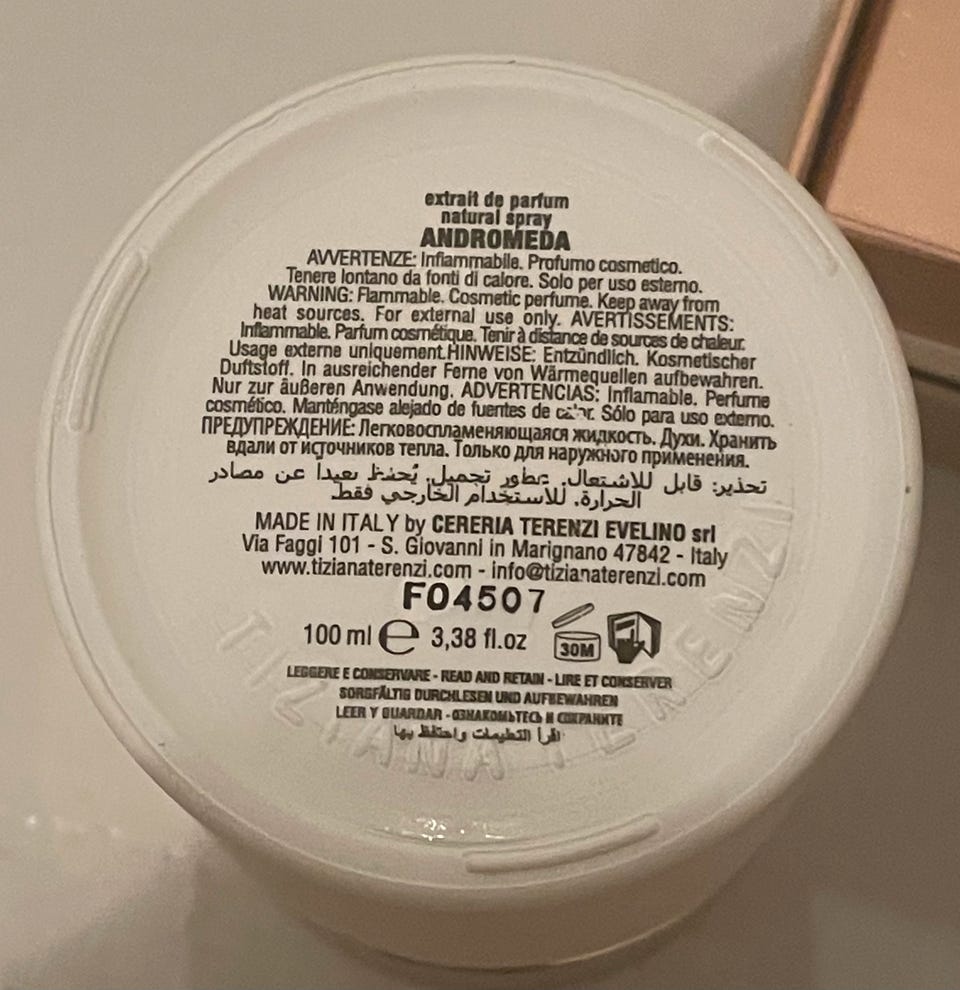 extrait de parfum
natural spray
ANDROMEDA
AVVERTENZE: Infiammabile. Profumo cosmetico.
Tenere lontano da fonti di calore. Solo per uso esterno.
WARNING: Flammable. Cosmetic perfume. Keep away from
heat sources. For external use only. AVERTISSEMENTS:
Inflammable. Parfum cosmétique. Tenir à distance de sources de chaleur.
Usage externe uniquement.HINWEISE: Entzündlich. Kosmetischer
Duftstoff. In ausreichender Ferne von Wärmequellen aufbewahren.
Nur zur äußeren Anwendung. ADVERTENCIAS: Inflamable. Perfume
cosmético. Manténgase alejado de fuentes de calor. Sólo para uso externo.
ПРЕДУПРЕЖДЕНИЕ: Легковоспламеняющаяся жидкость. Духи. Хранить
вдали от источников тепла. Только для наружного применения.
تحذير: قابل للاشتعال. عطور تجميل. يُحفظ بعيداً عن مصادر
الحرارة. للاستخدام الخارجي فقط
MADE IN ITALY by CERERIA TERENZI EVELINO srl
Via Faggi 101 - S. Giovanni in Marignano 47842 - Italy
www.tizianaterenzi.com - info@tizianaterenzi.com
F04507
100 ml e 3,38 fl.oz 30M
LEGGERE E CONSERVARE - READ AND RETAIN - LIRE ET CONSERVER
SORGFÄLTIG DURCHLESEN UND AUFBEWAHREN
LEER Y GUARDAR - ОЗНАКОМЬТЕСЬ И СОХРАНИТЕ
اقرأ التعليمات واحتفظ بها
TIZIANA TERENZI